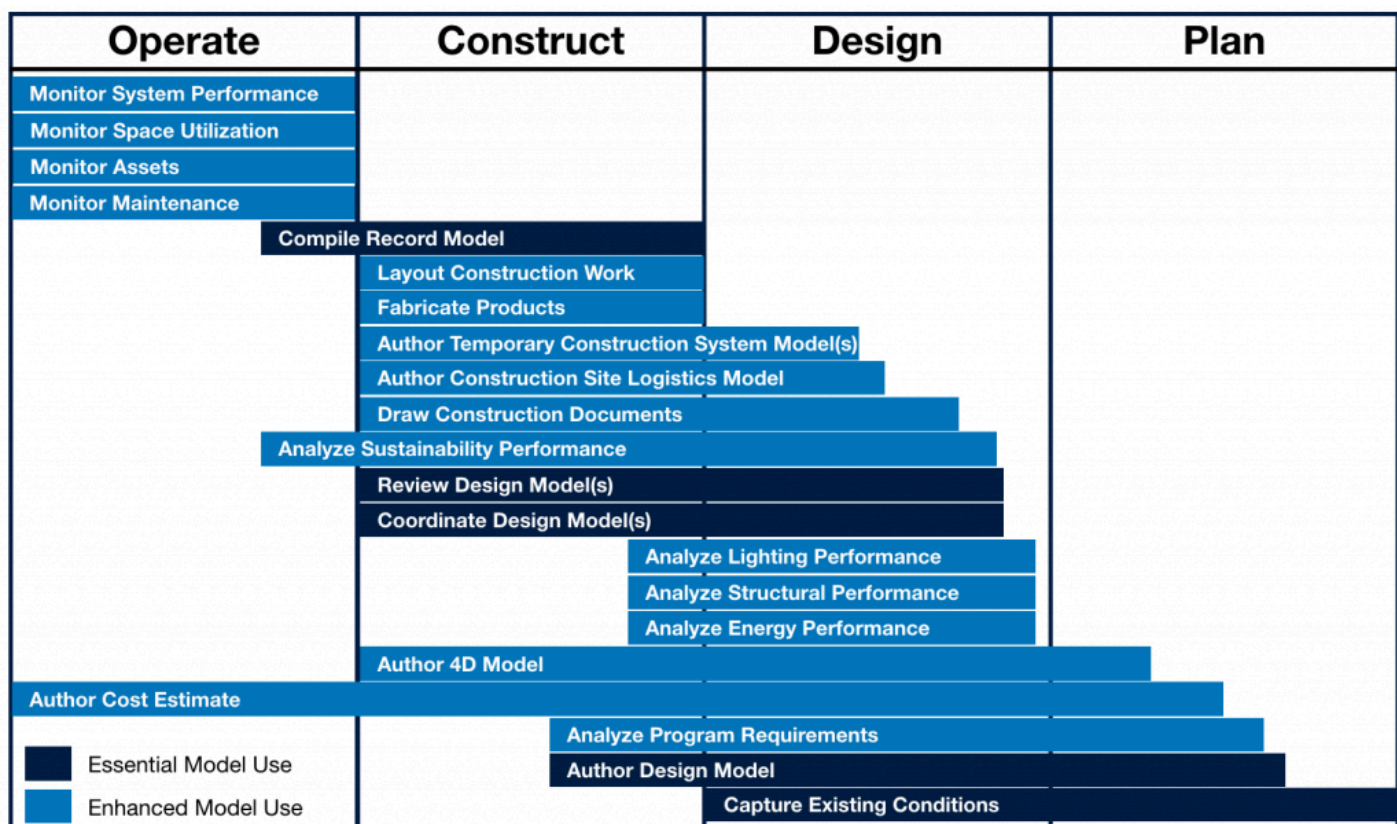 Operate Construct Design Plan
Monitor System Performance
Monitor Space Utilization
Monitor Assets
Monitor Maintenance
Compile Record Model
Layout Construction Work
Fabricate Products
Author Temporary Construction System Model(s)
Author Construction Site Logistics Model
Draw Construction Documents
Analyze Sustainability Performance
Review Design Model(s)
Coordinate Design Model(s)
Analyze Lighting Performance
Analyze Structural Performance
Analyze Energy Performance
Author 4D Model
Author Cost Estimate
Analyze Program Requirements
Author Design Model
Capture Existing Conditions
Essential Model Use
Enhanced Model Use